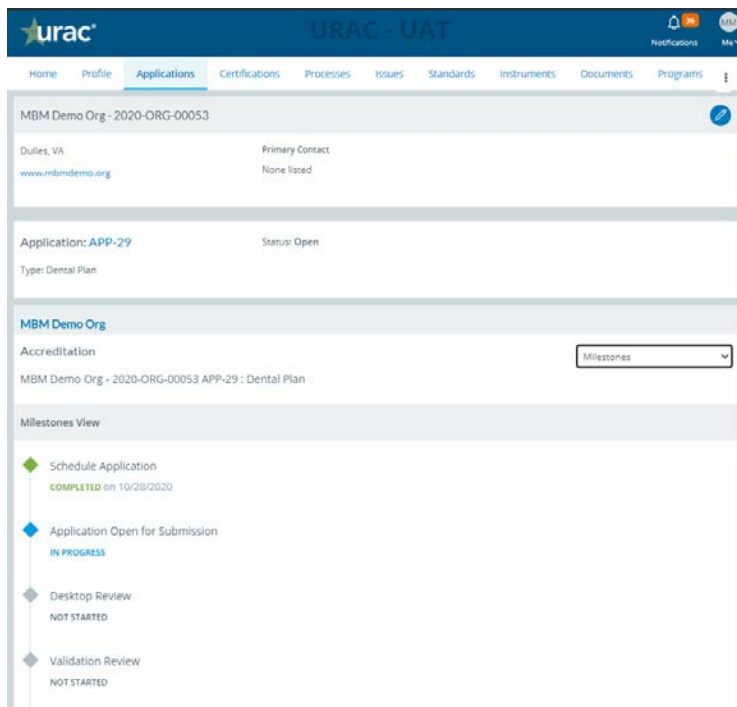 urac
URAC - UAT
36
MM
Notifications
Me
Home Profile Applications Certifications Processes Issues Standards Instruments Documents Programs
MBM Demo Org - 2020-ORG-00053
Dulles, VA Primary Contact
www.mbmdemo.org None listed
Application: APP-29 Status: Open
Type: Dental Plan
MBM Demo Org
Accreditation Milestones
MBM Demo Org - 2020-ORG-00053 APP-29 : Dental Plan
Milestones View
Schedule Application
COMPLETED on 10/28/2020
Application Open for Submission
IN PROGRESS
Desktop Review
NOT STARTED
Validation Review
NOT STARTED